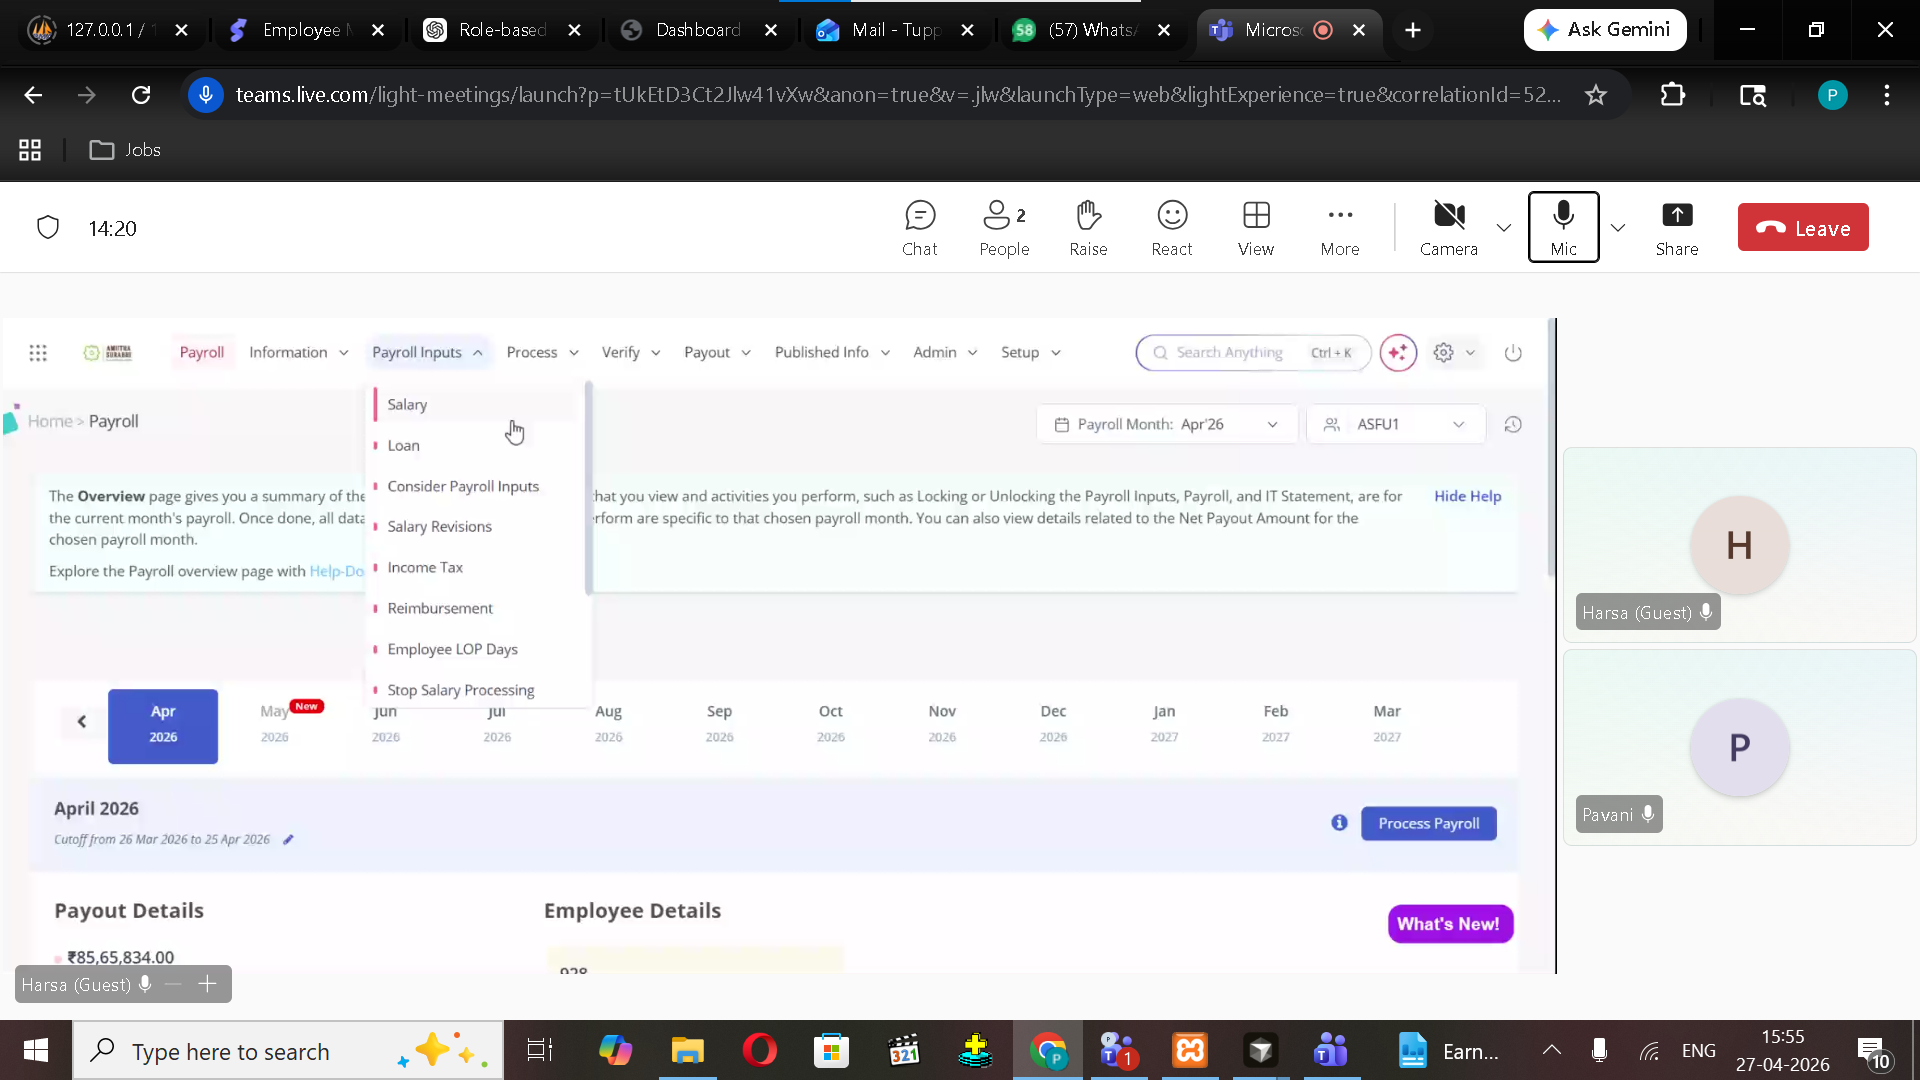 127.0.0.1 / 1
Employee M
Role-based
Dashboard
Mail - Tupp
58
(57) WhatsA
Micros
Ask Gemini
teams.live.com/light-meetings/launch?p=tUkEtD3Ct2Jlw41vXw&anon=true&v=.jlw&launchType=web&lightExperience=true&correlationId=52...
P
Jobs
14:20
Chat
People
2
Raise
React
View
More
Camera
Mic
Share
Leave
AMUTHA SURABHI
Payroll
Information
Payroll Inputs
Process
Verify
Payout
Published Info
Admin
Setup
Search Anything
Ctrl + K
Home > Payroll
Payroll Month: Apr'26
ASFU1
Salary
Loan
Consider Payroll Inputs
Salary Revisions
Income Tax
Reimbursement
Employee LOP Days
Stop Salary Processing
The Overview page gives you a summary of the
hat you view and activities you perform, such as Locking or Unlocking the Payroll Inputs, Payroll, and IT Statement, are for
Hide Help
the current month's payroll. Once done, all data
rform are specific to that chosen payroll month. You can also view details related to the Net Payout Amount for the
chosen payroll month.
Explore the Payroll overview page with Help-Do
Apr
2026
May
New
2026
Jun
2026
Jul
2026
Aug
2026
Sep
2026
Oct
2026
Nov
2026
Dec
2026
Jan
2027
Feb
2027
Mar
2027
April 2026
Cutoff from 26 Mar 2026 to 25 Apr 2026
Process Payroll
Payout Details
Employee Details
₹85,65,834.00
928
What's New!
H
Harsa (Guest)
P
Pavani
Harsa (Guest)
Type here to search
321
P
1
Earn...
ENG
15:55
27-04-2026
10